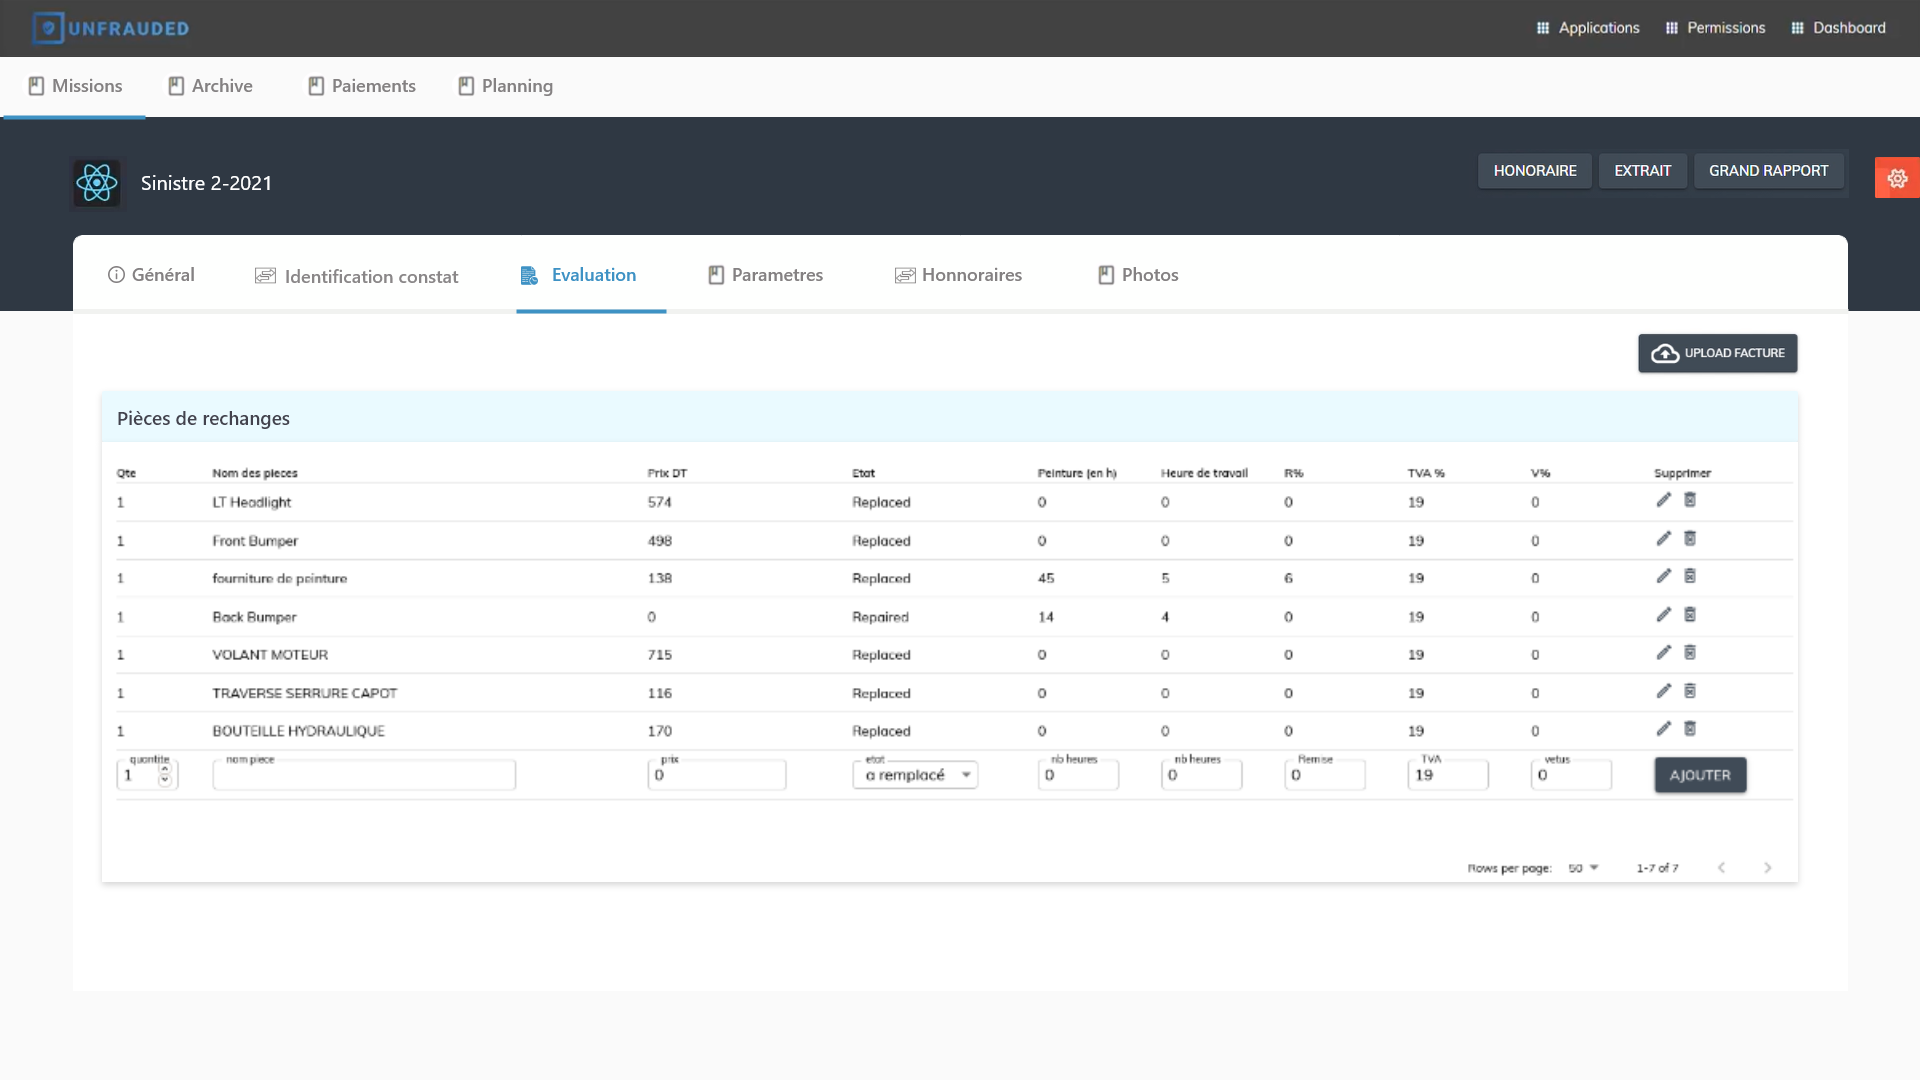 UNFRAUDED
Applications Permissions Dashboard
Missions Archive Paiements Planning
Sinistre 2-2021
HONORAIRE EXTRAIT GRAND RAPPORT
Général Identification constat Evaluation Parametres Honnoraires Photos
UPLOAD FACTURE
Pièces de rechanges
Qte Nom des pieces Prix DT Etat Peinture (en h) Heure de travail R% TVA % V% Supprimer
1 LT Headlight 574 Replaced 0 0 0 19 0
1 Front Bumper 498 Replaced 0 0 0 19 0
1 fourniture de peinture 138 Replaced 45 5 6 19 0
1 Back Bumper 0 Repaired 14 4 0 19 0
1 VOLANT MOTEUR 715 Replaced 0 0 0 19 0
1 TRAVERSE SERRURE CAPOT 116 Replaced 0 0 0 19 0
1 BOUTEILLE HYDRAULIQUE 170 Replaced 0 0 0 19 0
quantite nom piece prix etat nb heures nb heures Remise TVA vetus
1 0 a remplacé 0 0 0 19 0 AJOUTER
Rows per page: 50 1-7 of 7